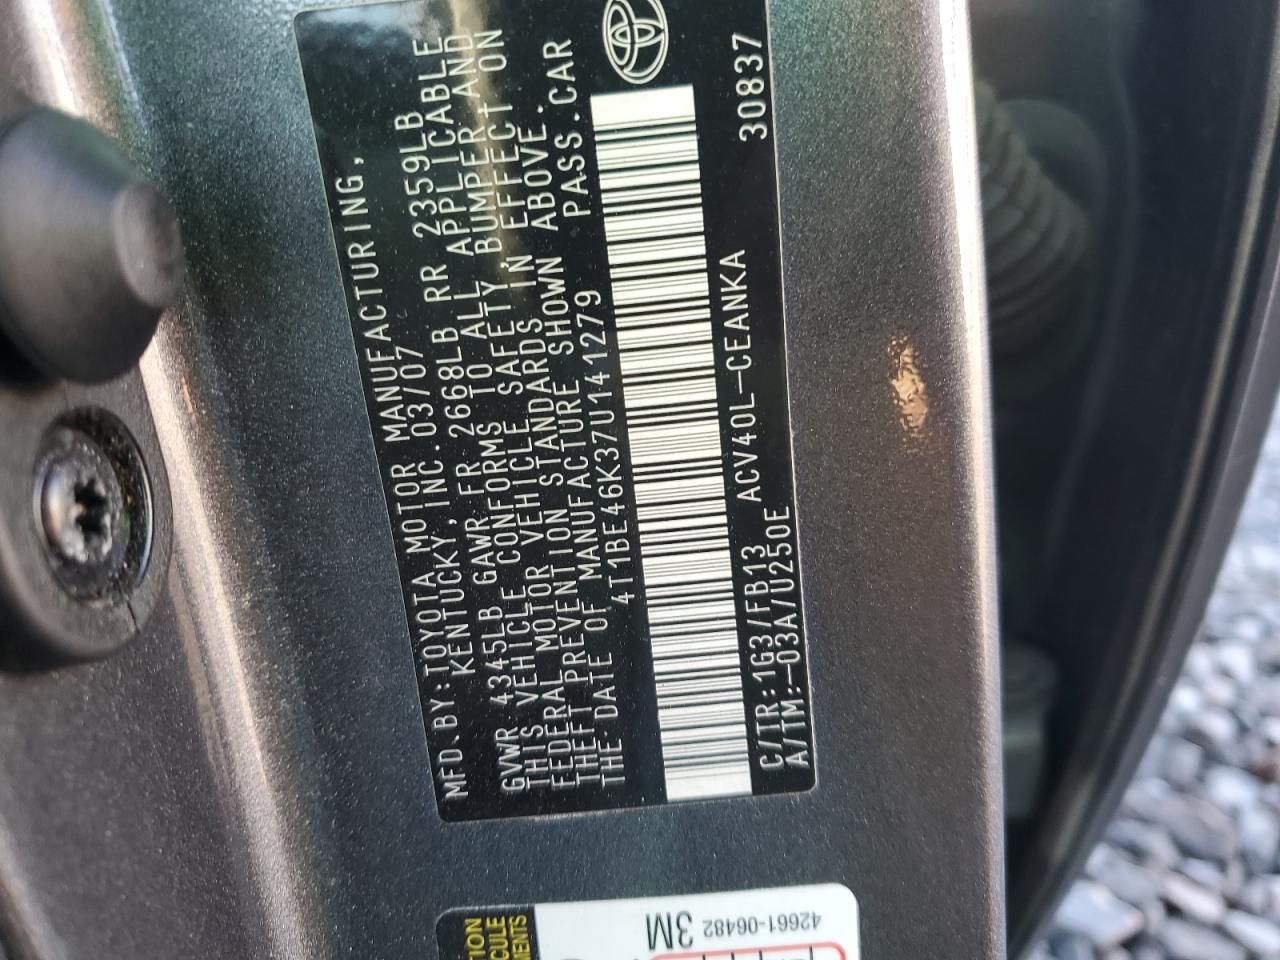 MFD.BY:TOYOTA MOTOR MANUFACTURING,
KENTUCKY,INC.03/07
GVWR 4345LB GAWR FR 2668LB RR 2359LB
THIS VEHICLE CONFORMS TO ALL APPLICABLE
FEDERAL MOTOR VEHICLE SAFETY BUMPER AND
THEFT PREVENTION STANDARDS IN EFFECT ON
THE DATE OF MANUFACTURE SHOWN ABOVE.
4T1BE46K37U141279 PASS.CAR
C/TR:1G3/FB13 ACV40L-CEANKA 30837
A/TM:-03A/U250E
3M
42661-06482